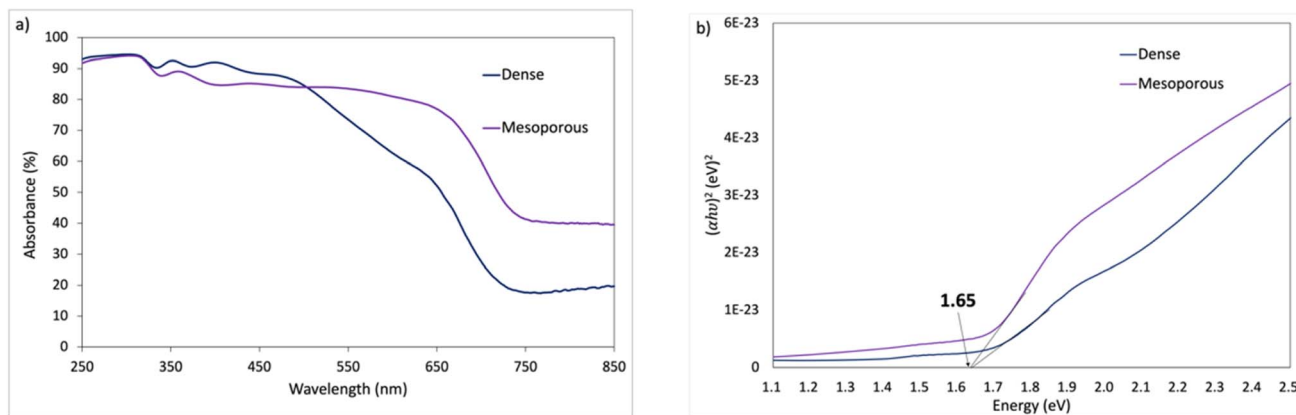 a)
100
90
80
70
60
50
40
30
20
10
0
Absorbance (%)
250 350 450 550 650 750 850
Wavelength (nm)
Dense
Mesoporous
b)
6E-23
5E-23
4E-23
3E-23
2E-23
1E-23
0
(αhυ)² (eV)²
1.65
1.1 1.2 1.3 1.4 1.5 1.6 1.7 1.8 1.9 2.0 2.1 2.2 2.3 2.4 2.5
Energy (eV)
Dense
Mesoporous